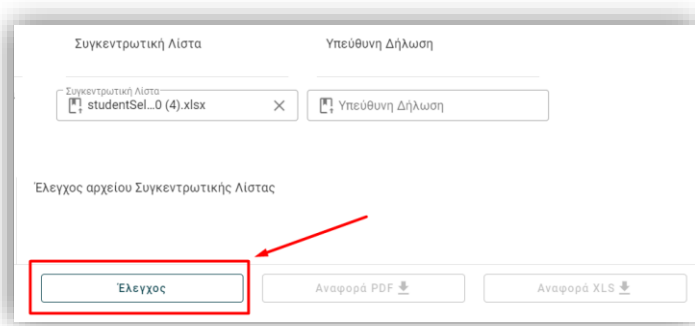 Συγκεντρωτική Λίστα Υπεύθυνη Δήλωση
Συγκεντρωτική Λίστα
studentSel...0 (4).xlsx Υπεύθυνη Δήλωση
Έλεγχος αρχείου Συγκεντρωτικής Λίστας
Έλεγχος Αναφορά PDF Αναφορά XLS